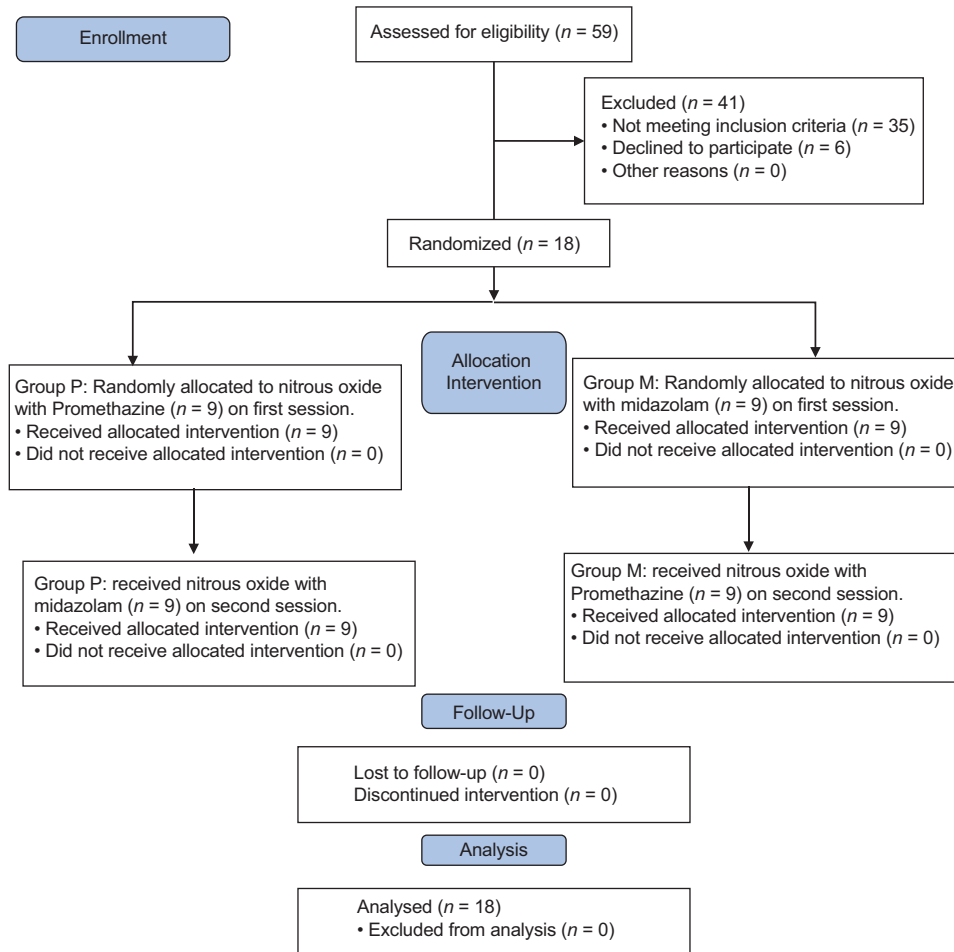 Enrollment
Assessed for eligibility (n = 59)
Excluded (n = 41)
• Not meeting inclusion criteria (n = 35)
• Declined to participate (n = 6)
• Other reasons (n = 0)
Randomized (n = 18)
Allocation
Intervention
Group P: Randomly allocated to nitrous oxide
with Promethazine (n = 9) on first session.
• Received allocated intervention (n = 9)
• Did not receive allocated intervention (n = 0)
Group M: Randomly allocated to nitrous oxide
with midazolam (n = 9) on first session.
• Received allocated intervention (n = 9)
• Did not receive allocated intervention (n = 0)
Group P: received nitrous oxide with
midazolam (n = 9) on second session.
• Received allocated intervention (n = 9)
• Did not receive allocated intervention (n = 0)
Group M: received nitrous oxide with
Promethazine (n = 9) on second session.
• Received allocated intervention (n = 9)
• Did not receive allocated intervention (n = 0)
Follow-Up
Lost to follow-up (n = 0)
Discontinued intervention (n = 0)
Analysis
Analysed (n = 18)
• Excluded from analysis (n = 0)